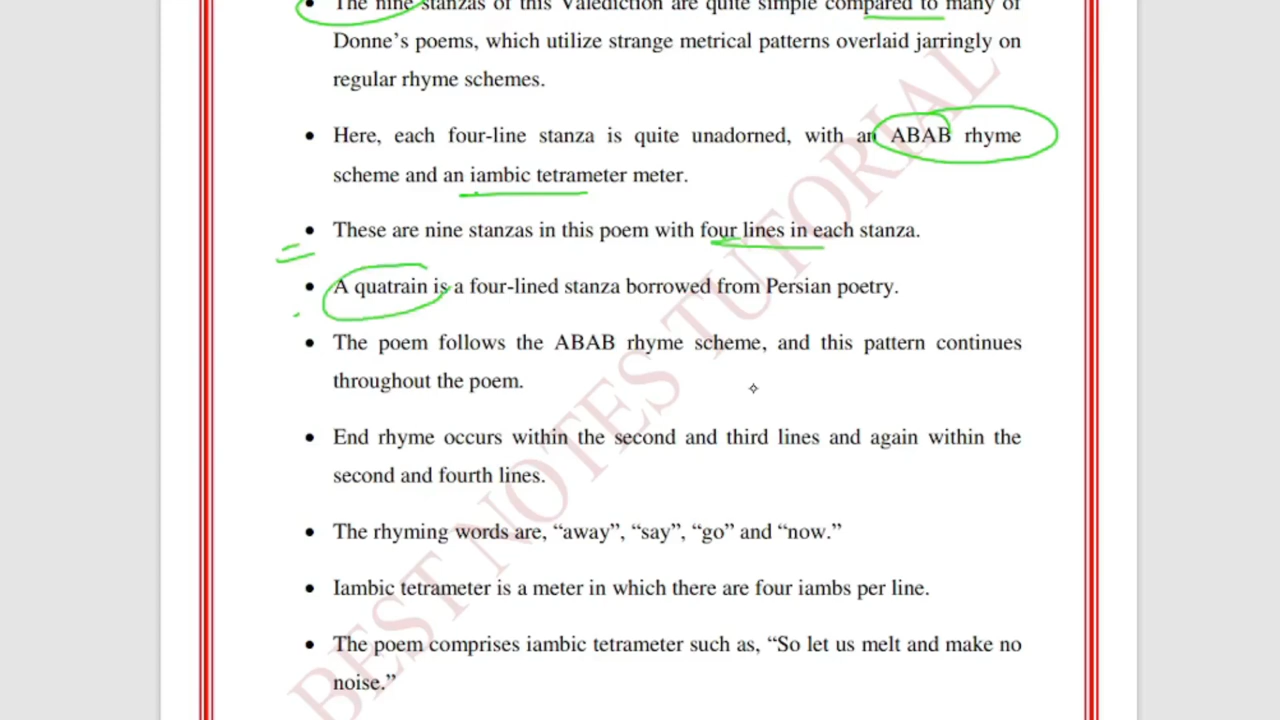 The nine stanzas of this Valediction are quite simple compared to many of
Donne’s poems, which utilize strange metrical patterns overlaid jarringly on
regular rhyme schemes.
Here, each four-line stanza is quite unadorned, with an ABAB rhyme
scheme and an iambic tetrameter meter.
These are nine stanzas in this poem with four lines in each stanza.
A quatrain is a four-lined stanza borrowed from Persian poetry.
The poem follows the ABAB rhyme scheme, and this pattern continues
throughout the poem.
End rhyme occurs within the second and third lines and again within the
second and fourth lines.
The rhyming words are, “away”, “say”, “go” and “now.”
Iambic tetrameter is a meter in which there are four iambs per line.
The poem comprises iambic tetrameter such as, “So let us melt and make no
noise.”
BEST NOTES TUTORIAL